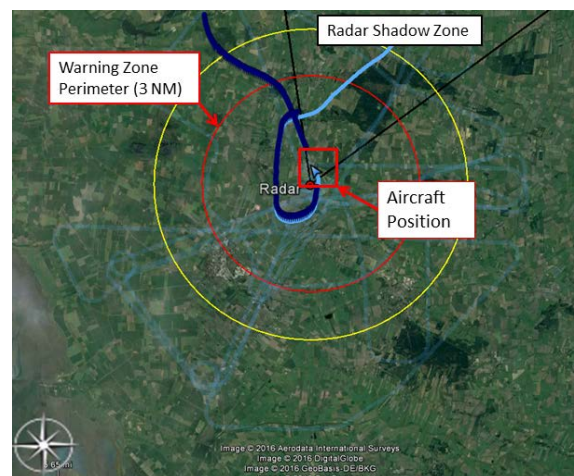 Radar Shadow Zone
Warning Zone
Perimeter (3 NM)
Radar
Aircraft
Position
Image © 2016 Aerodata International Surveys
Image © 2016 DigitalGlobe
Image © 2016 GeoBasis-DE/BKG